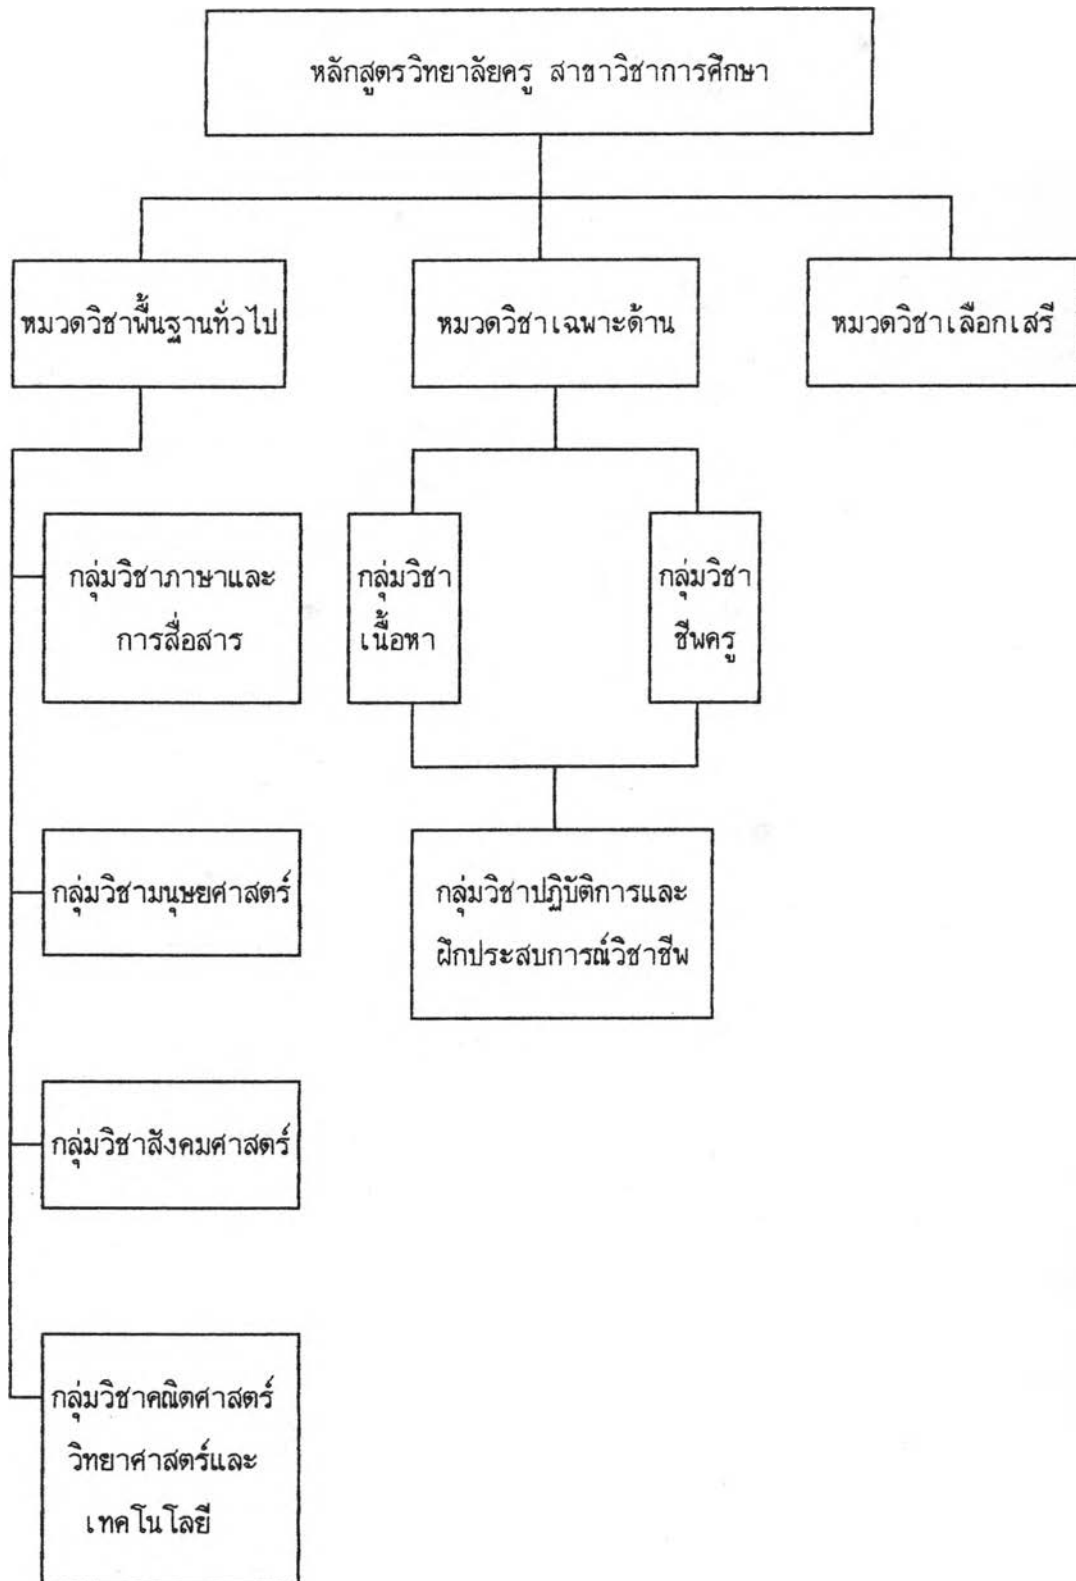 หลักสูตรวิทยาลัยครู สาขาวิชาการศึกษา
หมวดวิชาพื้นฐานทั่วไป
หมวดวิชาเฉพาะด้าน
หมวดวิชาเลือกเสรี
กลุ่มวิชาภาษาและ
การสื่อสาร
กลุ่มวิชา
เนื้อหา
กลุ่มวิชา
ชีพครู
กลุ่มวิชามนุษยศาสตร์
กลุ่มวิชาปฏิบัติการและ
ฝึกประสบการณ์วิชาชีพ
กลุ่มวิชาสังคมศาสตร์
กลุ่มวิชาคณิตศาสตร์
วิทยาศาสตร์และ
เทคโนโลยี